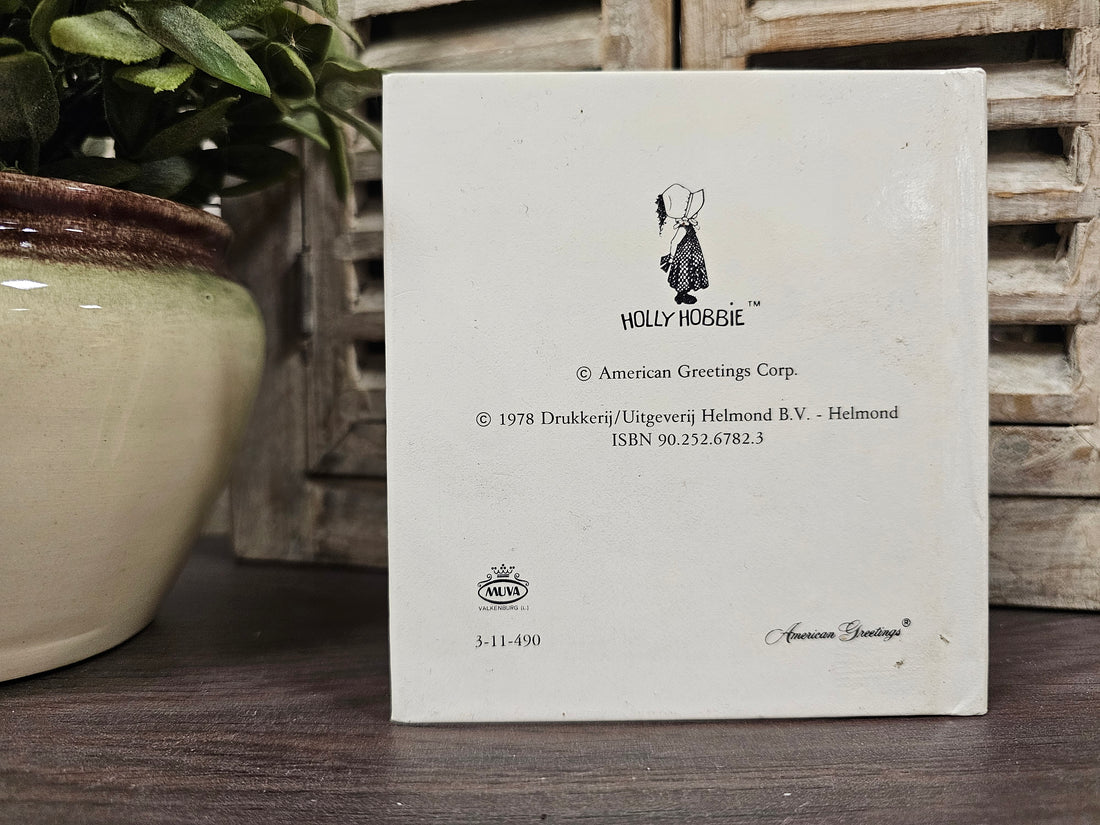 HOLLY HOBBIE™
© American Greetings Corp.
© 1978 Drukkerij/Uitgeverij Helmond B.V. - Helmond
ISBN 90.252.6782.3
MUVA
VALKENBURG (L)
3-11-490
American Greetings®